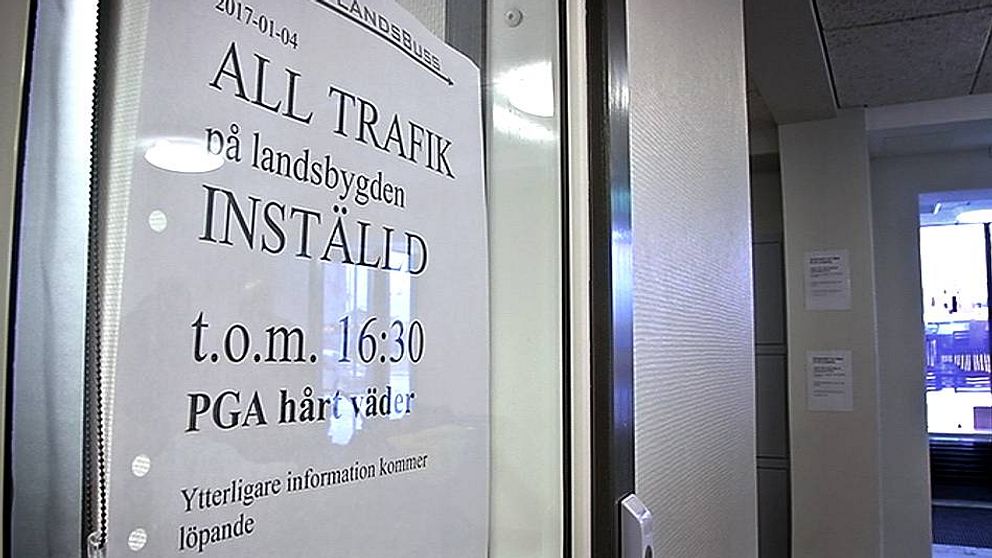 LANDSBUSS
2017-01-04
ALL TRAFIK
på landsbygden
INSTÄLLD
t.o.m. 16:30
PGA hårt väder
Ytterligare information kommer
löpande